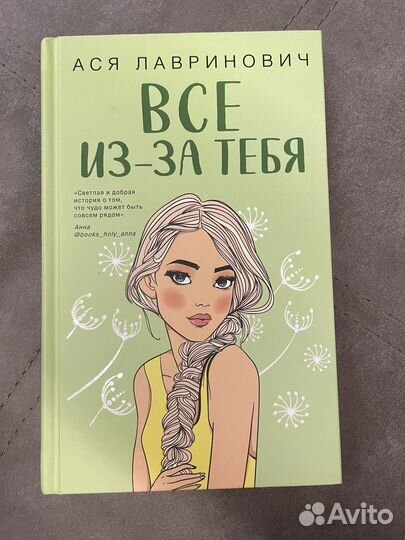 АСЯ ЛАВРИНОВИЧ
ВСЕ
ИЗ-ЗА ТЕБЯ
«Светлая и добрая
история о том,
что чудо может быть
совсем рядом».
Анна
@books_holy_anna
Avito